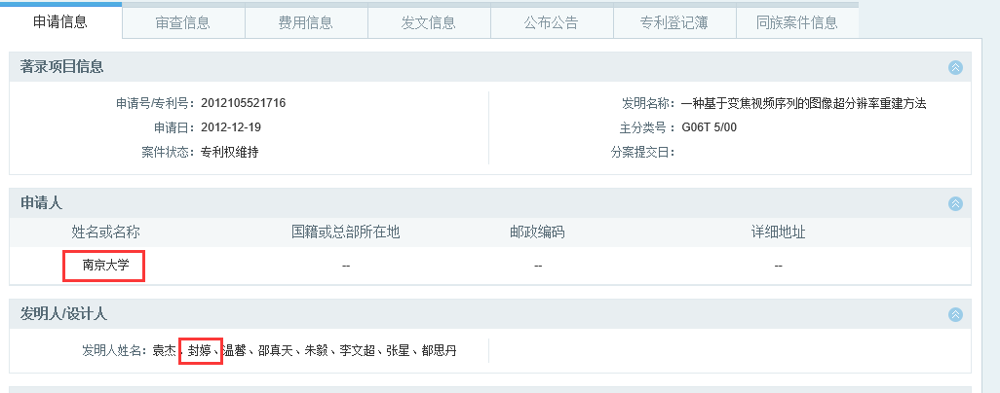 申请信息 审查信息 费用信息 发文信息 公布公告 专利登记簿 同族案件信息
著录项目信息
申请号/专利号： 2012105521716 发明名称： 一种基于变焦视频序列的图像超分辨率重建方法
申请日： 2012-12-19 主分类号 ： G06T 5/00
案件状态： 专利权维持 分案提交日：
申请人
姓名或名称 国籍或总部所在地 邮政编码 详细地址
南京大学 -- -- --
发明人/设计人
发明人姓名： 袁杰、封婷、温馨、邵真天、朱毅、李文超、张星、都思丹